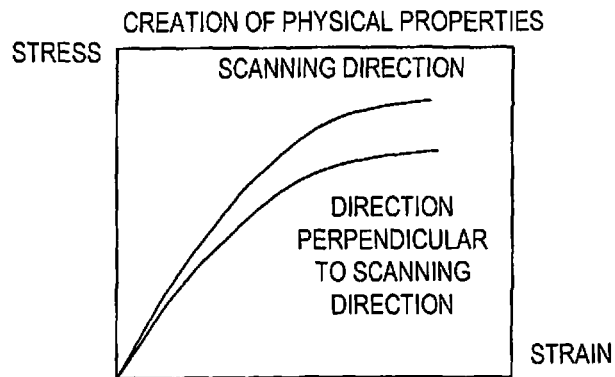 CREATION OF PHYSICAL PROPERTIES
STRESS
SCANNING DIRECTION
DIRECTION
PERPENDICULAR
TO SCANNING
DIRECTION
STRAIN